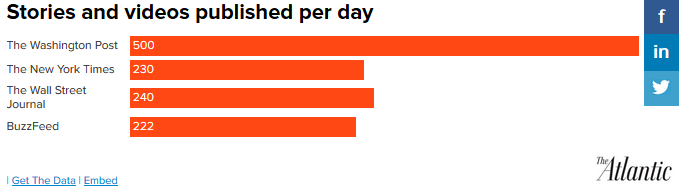 Stories and videos published per day
The Washington Post 500
The New York Times 230
The Wall Street
Journal 240
BuzzFeed 222
f
in
| Get The Data | Embed
The Atlantic